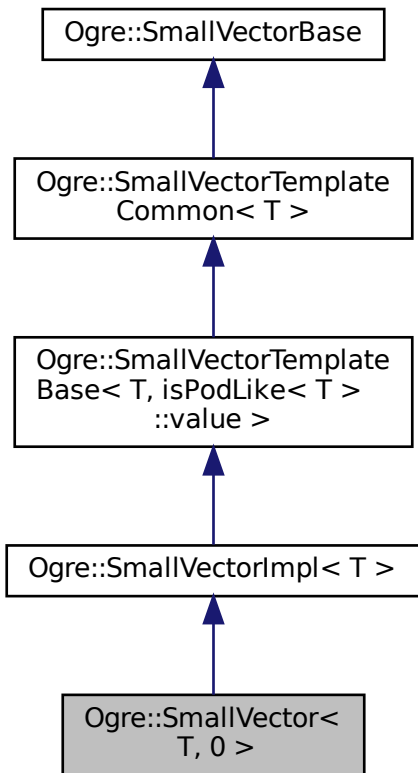 Ogre::SmallVectorBase
Ogre::SmallVectorTemplate
Common< T >
Ogre::SmallVectorTemplate
Base< T, isPodLike< T >
::value >
Ogre::SmallVectorImpl< T >
Ogre::SmallVector<
T, 0 >